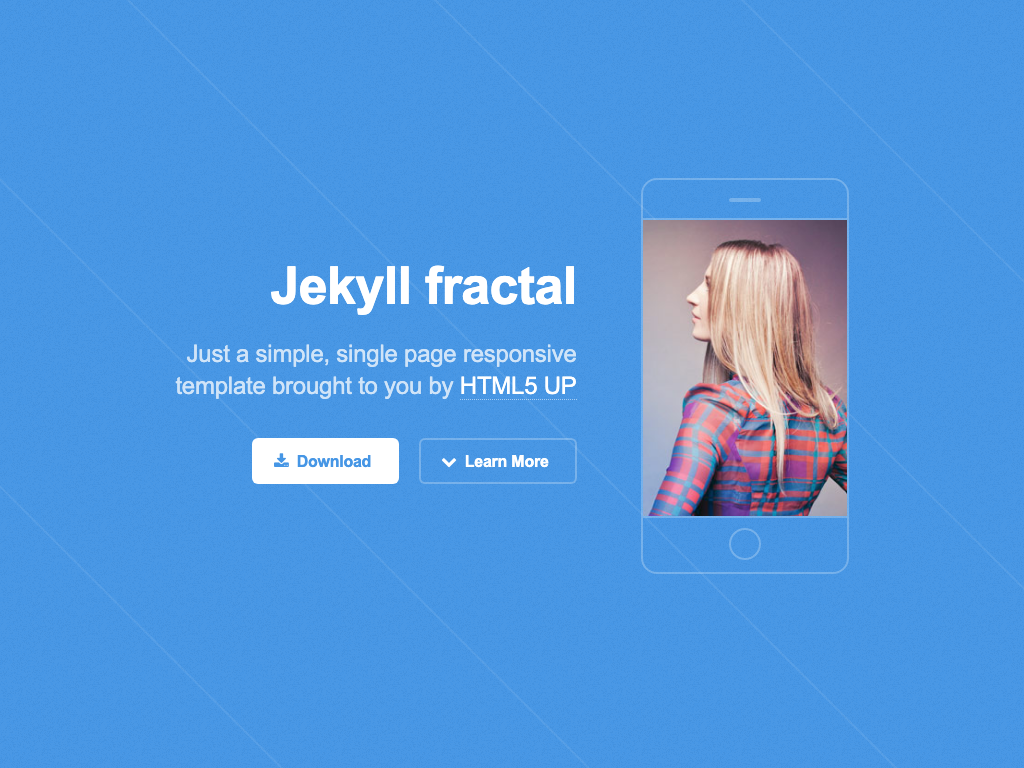 Jekyll fractal
Just a simple, single page responsive
template brought to you by HTML5 UP
Download
Learn More